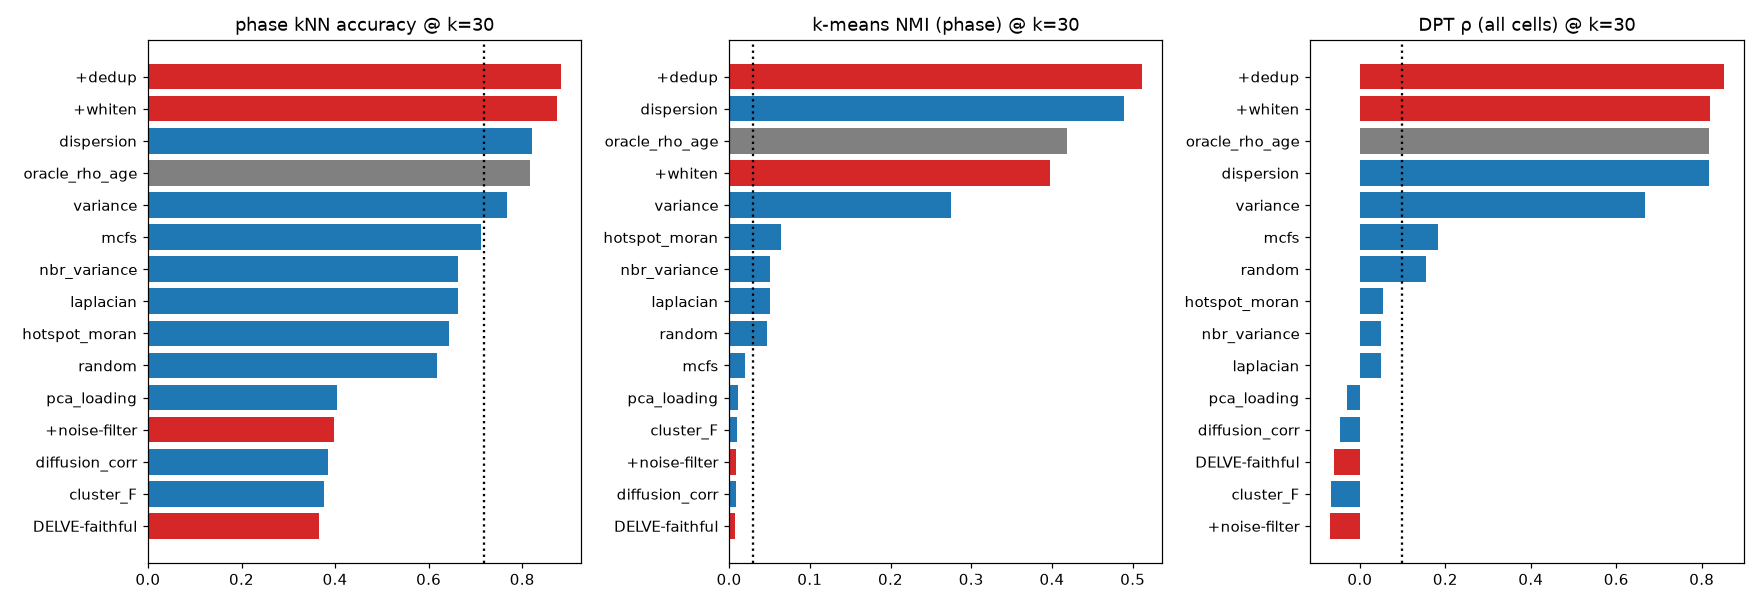 phase kNN accuracy @ k=30
+dedup
+whiten
dispersion
oracle_rho_age
variance
mcfs
nbr_variance
laplacian
hotspot_moran
random
pca_loading
+noise-filter
diffusion_corr
cluster_F
DELVE-faithful
0.0 0.2 0.4 0.6 0.8
k-means NMI (phase) @ k=30
+dedup
dispersion
oracle_rho_age
+whiten
variance
hotspot_moran
nbr_variance
laplacian
random
mcfs
pca_loading
cluster_F
+noise-filter
diffusion_corr
DELVE-faithful
0.0 0.1 0.2 0.3 0.4 0.5
DPT ρ (all cells) @ k=30
+dedup
+whiten
oracle_rho_age
dispersion
variance
mcfs
random
hotspot_moran
nbr_variance
laplacian
pca_loading
diffusion_corr
DELVE-faithful
cluster_F
+noise-filter
0.0 0.2 0.4 0.6 0.8